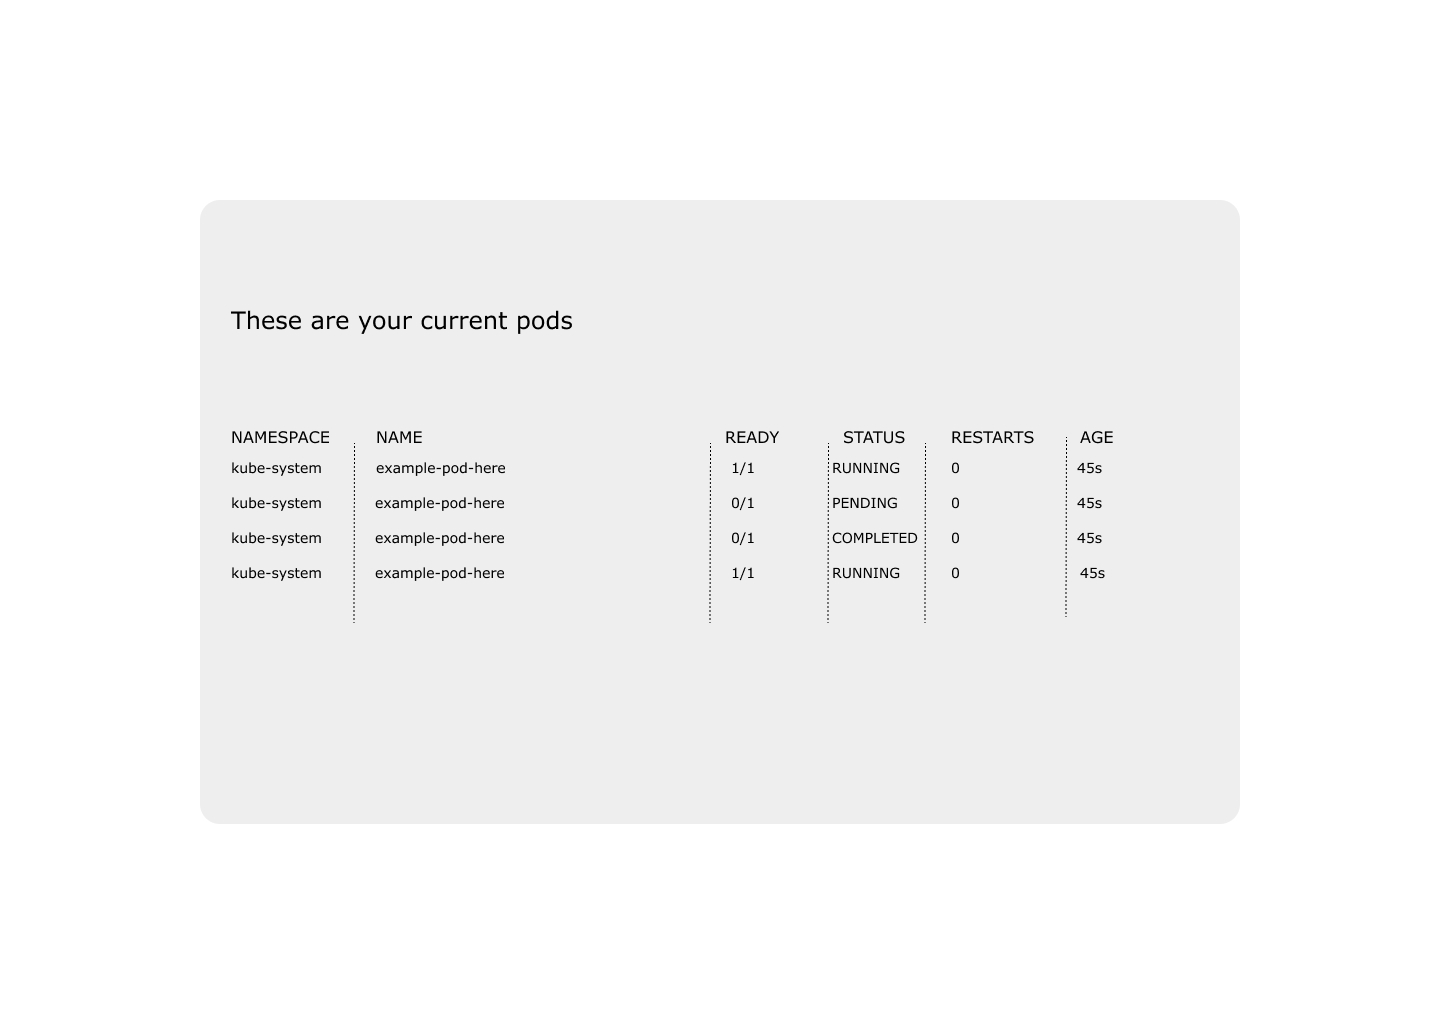 These are your current pods
NAMESPACE NAME READY STATUS RESTARTS AGE
kube-system example-pod-here 1/1 RUNNING 0 45s
kube-system example-pod-here 0/1 PENDING 0 45s
kube-system example-pod-here 0/1 COMPLETED 0 45s
kube-system example-pod-here 1/1 RUNNING 0 45s